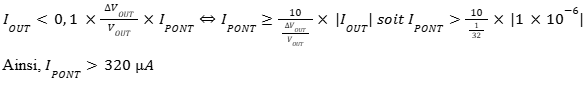 I_OUT < 0,1 × ΔV_OUT / V_OUT × I_PONT ⇔ I_PONT ≥ 10 / (ΔV_OUT / V_OUT) × |I_OUT| soit I_PONT > 10 / (1 / 32) × |1 × 10^-6|
Ainsi, I_PONT > 320 µA